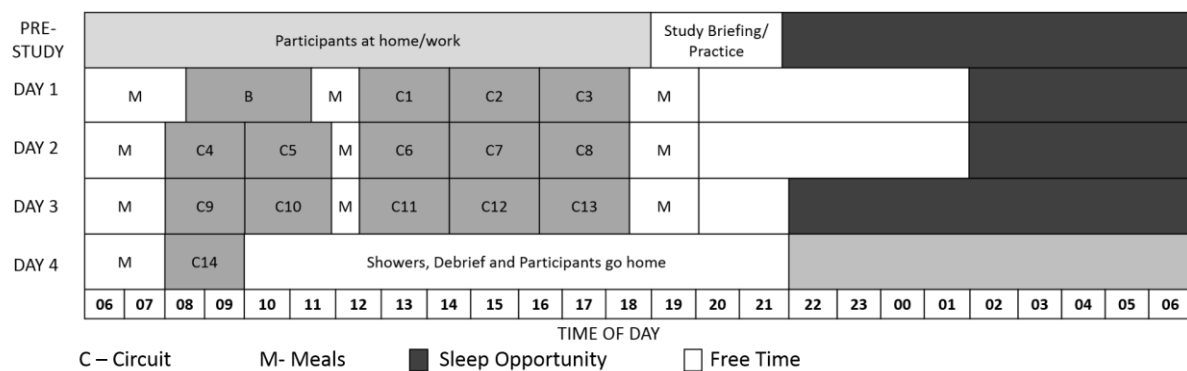 PRE-
STUDY
Participants at home/work
Study Briefing/
Practice
DAY 1
M B M C1 C2 C3 M
DAY 2
M C4 C5 M C6 C7 C8 M
DAY 3
M C9 C10 M C11 C12 C13 M
DAY 4
M C14 Showers, Debrief and Participants go home
06 07 08 09 10 11 12 13 14 15 16 17 18 19 20 21 22 23 00 01 02 03 04 05 06
TIME OF DAY
C – Circuit M- Meals Sleep Opportunity Free Time